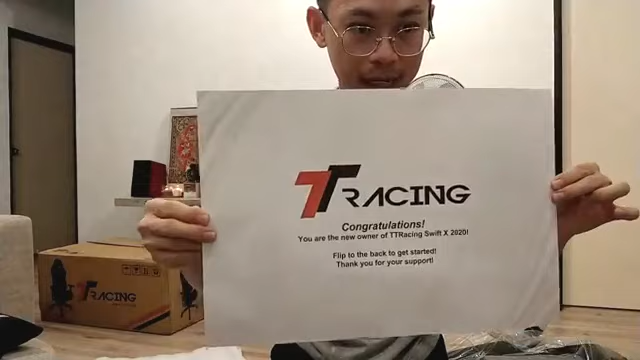 TTRACING
Congratulations!
You are the new owner of TTRacing Swift X 2020!
Flip to the back to get started!
Thank you for your support!
TTRACING